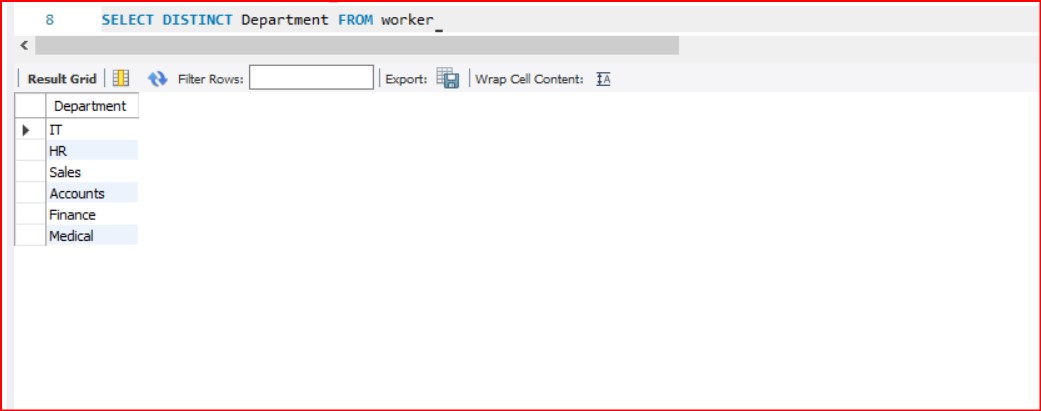 8 SELECT DISTINCT Department FROM worker
Result Grid Filter Rows: Export: Wrap Cell Content: IA
Department
IT
HR
Sales
Accounts
Finance
Medical